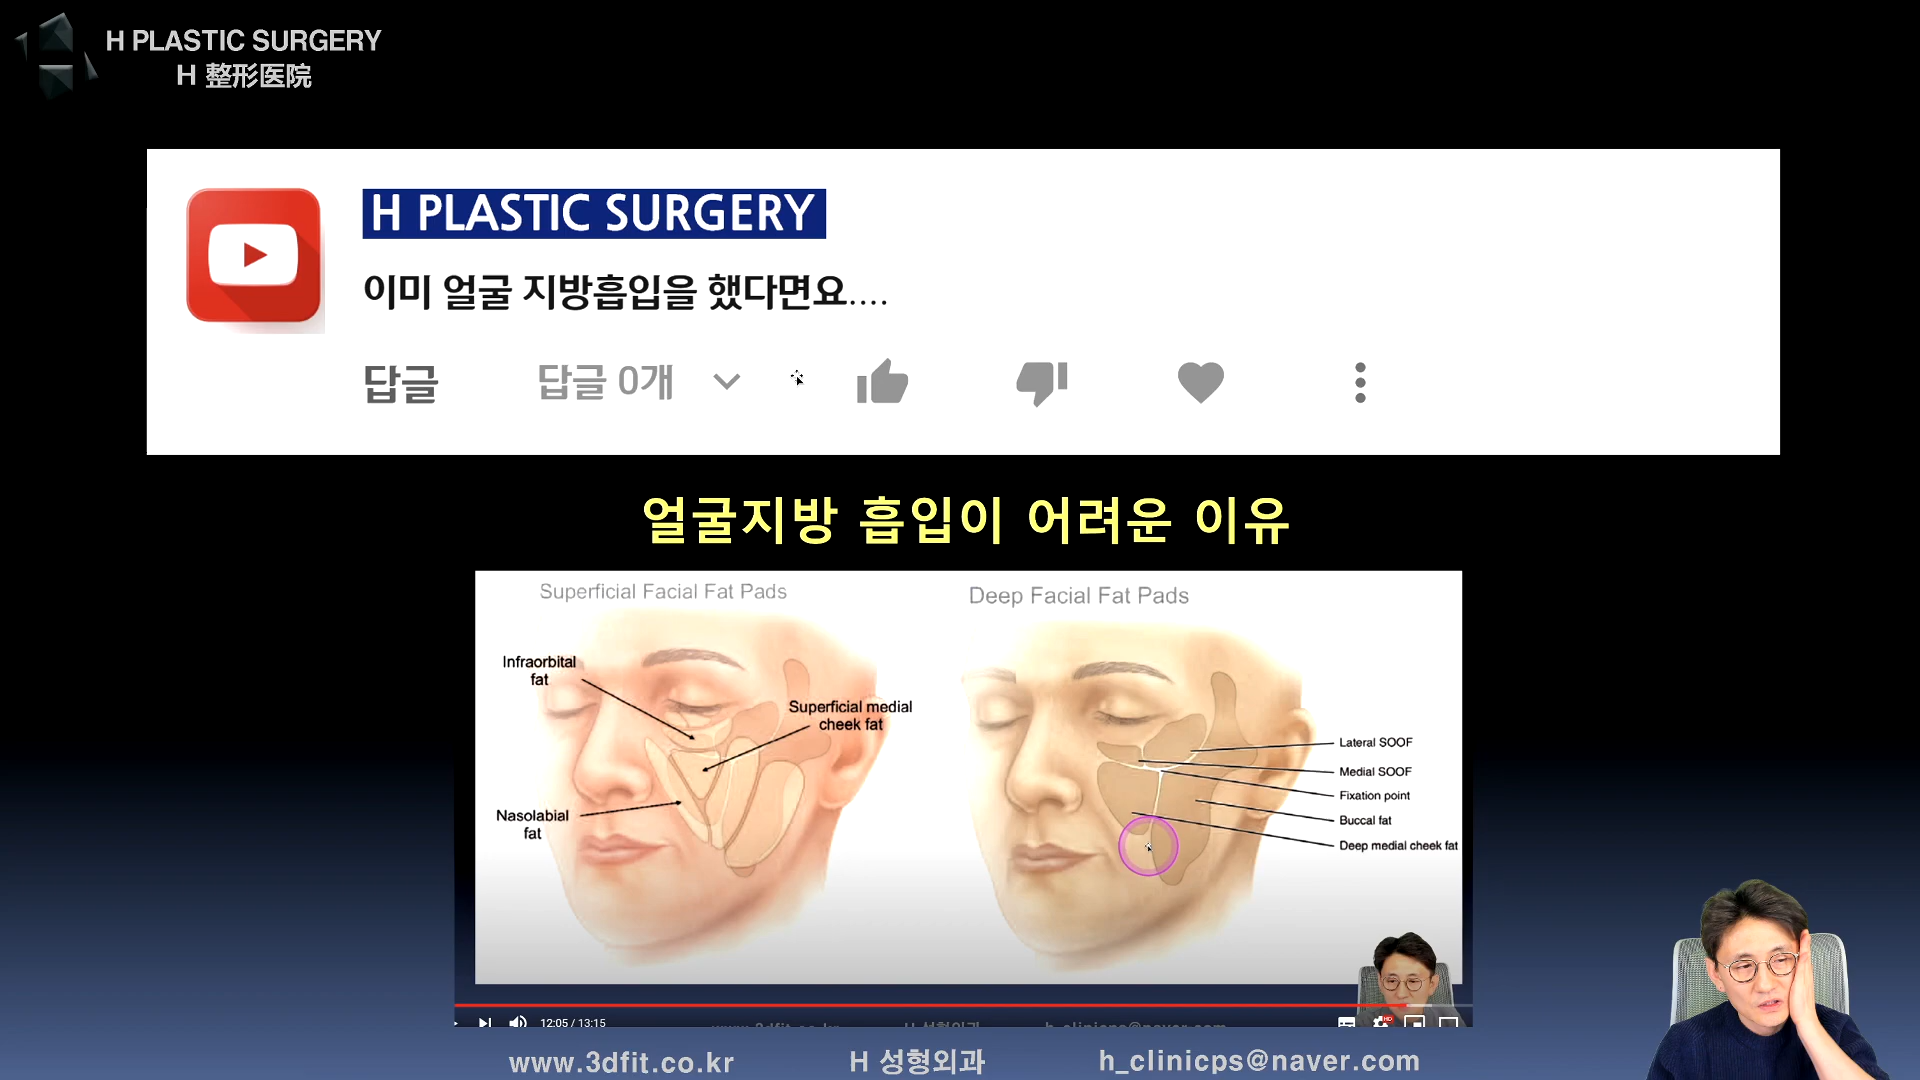 H PLASTIC SURGERY
H 整形医院
H PLASTIC SURGERY
이미 얼굴 지방흡입을 했다면요....
답글
답글 0개
얼굴지방 흡입이 어려운 이유
Superficial Facial Fat Pads
Infraorbital
fat
Superficial medial
cheek fat
Nasolabial
fat
Deep Facial Fat Pads
Lateral SOOF
Medial SOOF
Fixation point
Buccal fat
Deep medial cheek fat
12:05 / 13:15
HD
www.3dfit.co.kr
H 성형외과
h_clinicps@naver.com